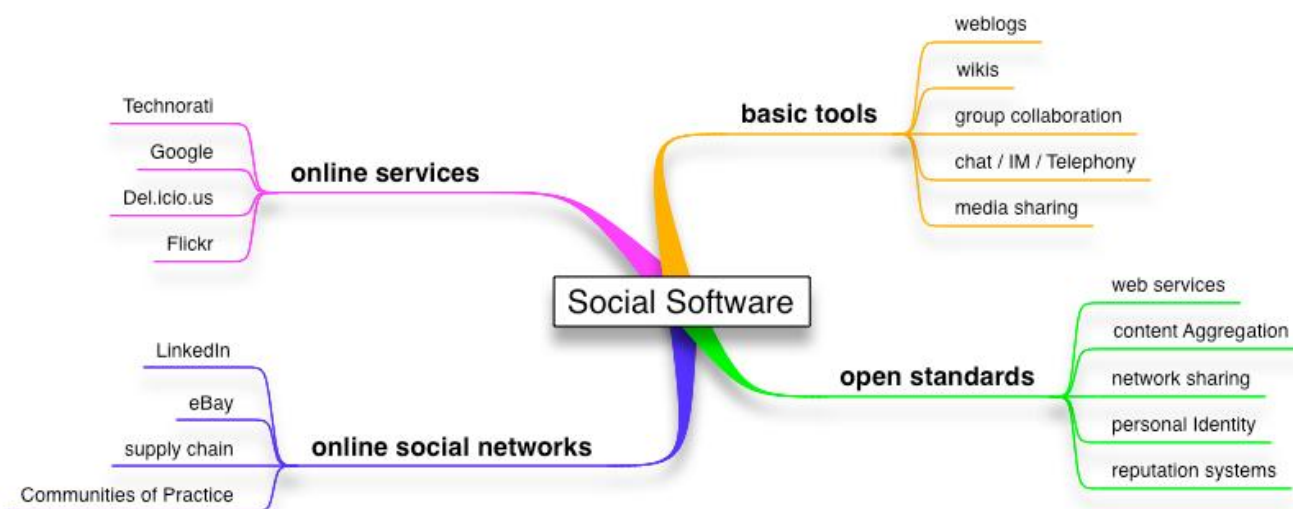 Social Software
basic tools
weblogs
wikis
group collaboration
chat / IM / Telephony
media sharing
open standards
web services
content Aggregation
network sharing
personal Identity
reputation systems
online social networks
LinkedIn
eBay
supply chain
Communities of Practice
online services
Technorati
Google
Del.icio.us
Flickr